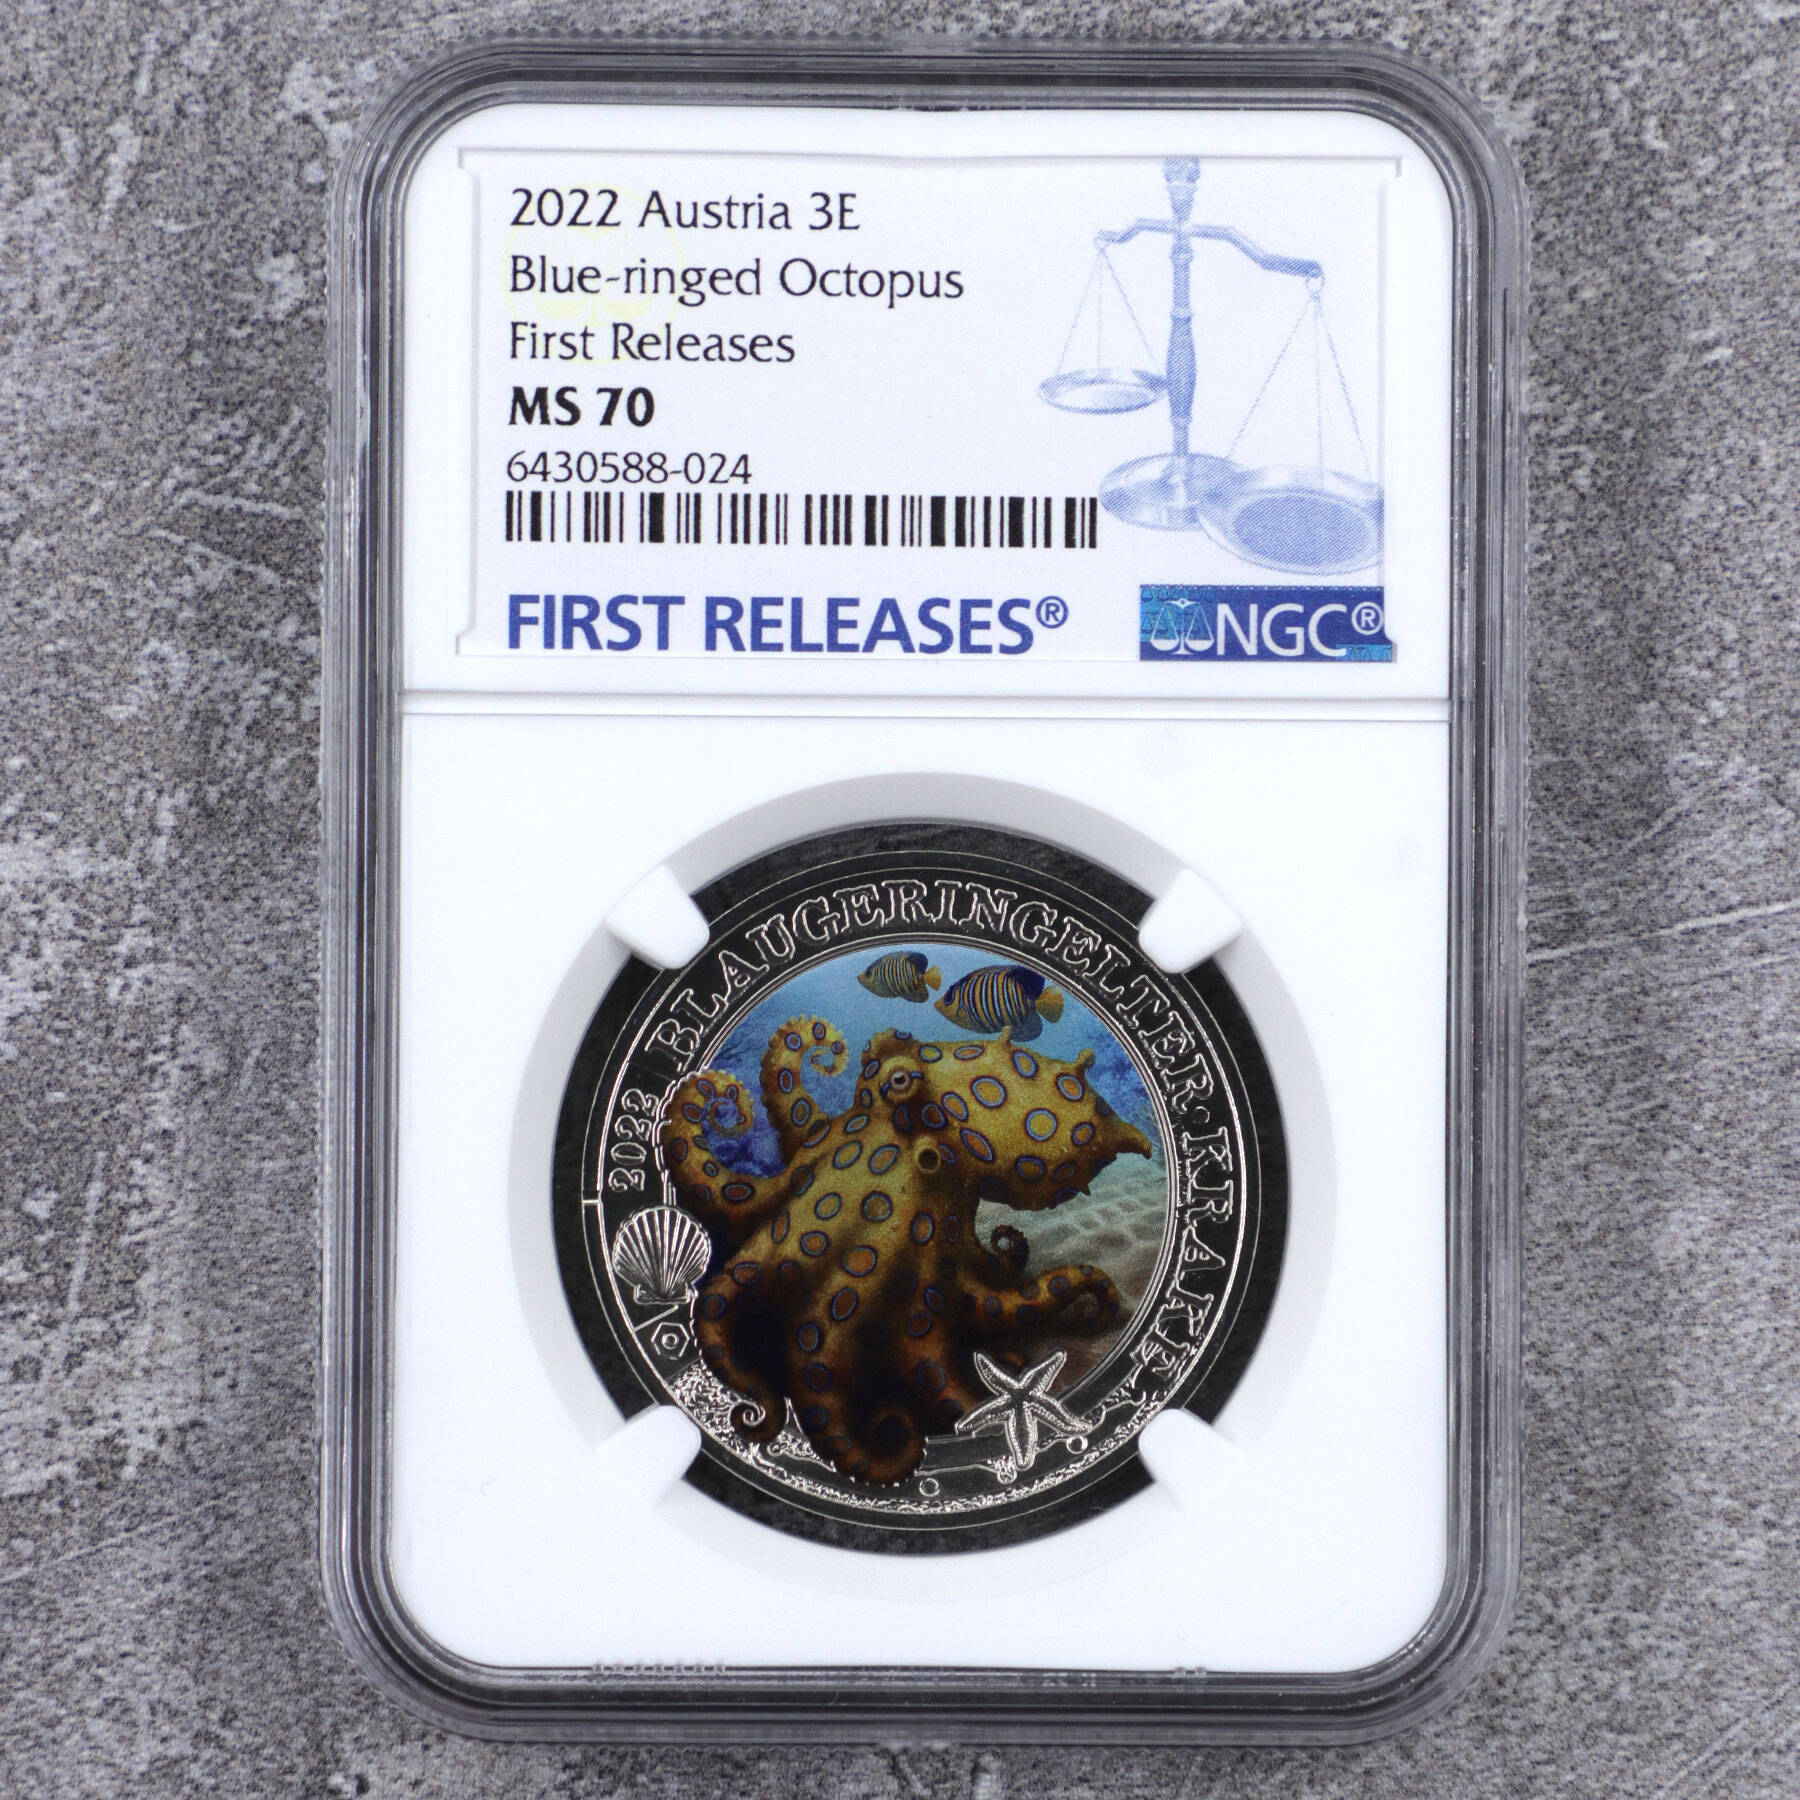 2022 Austria 3E
Blue-ringed Octopus
First Releases
MS 70
6430588-024
FIRST RELEASES®
NGC®
2022 BLAUGERINGELTER·KRAKE